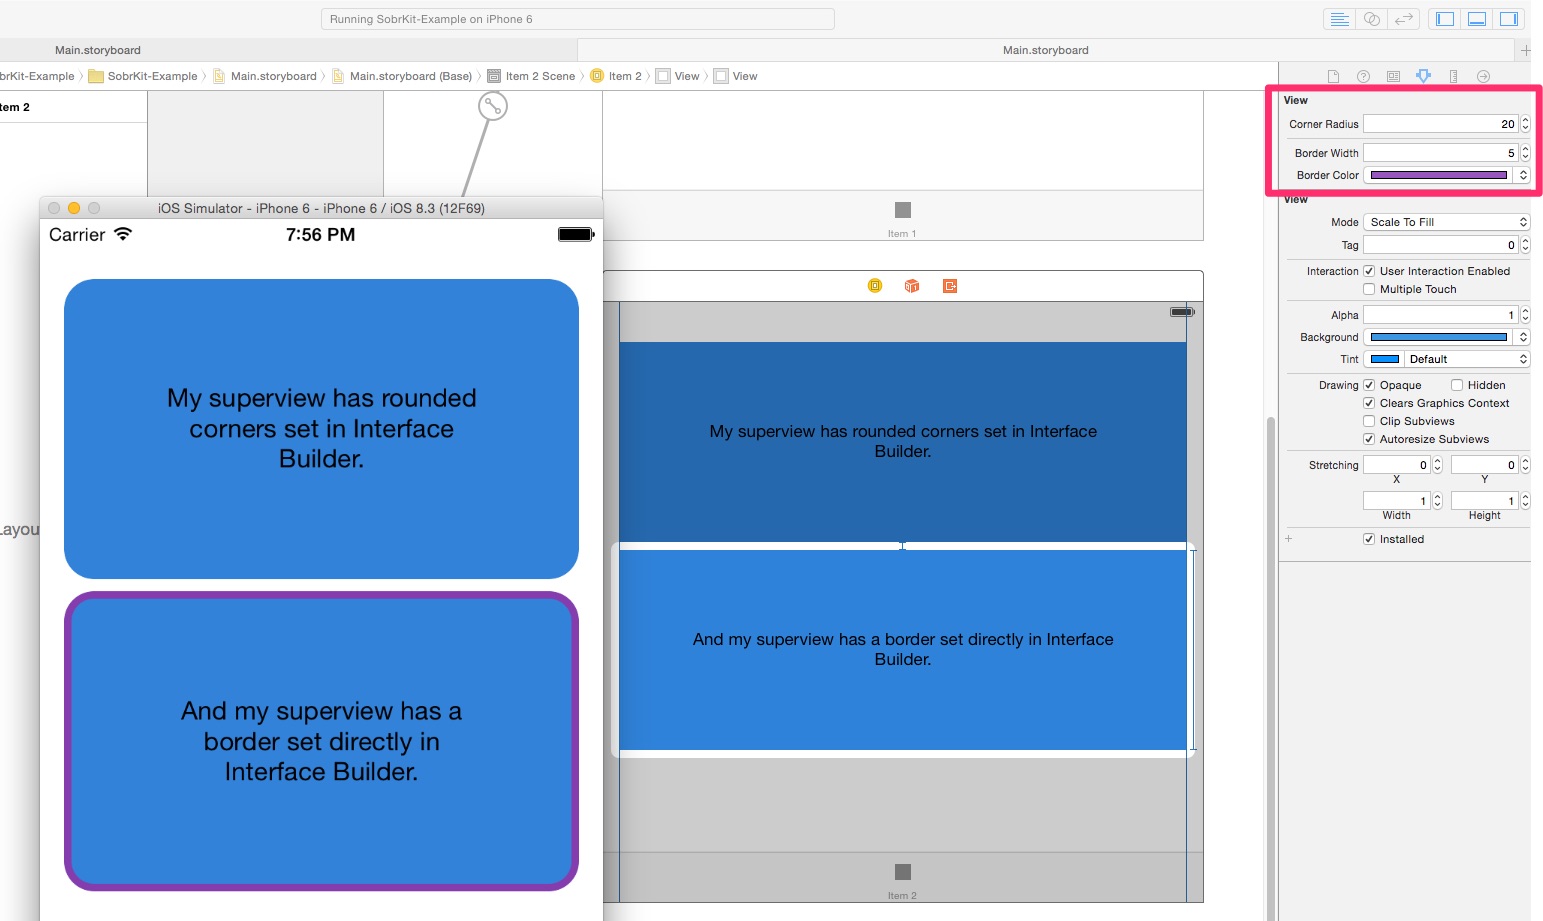 Running SobrKit-Example on iPhone 6
Main.storyboard
Main.storyboard
brKit-Example
SobrKit-Example
Main.storyboard
Main.storyboard (Base)
Item 2 Scene
Item 2
View
View
tem 2
View
Corner Radius 20
Border Width 5
Border Color
View
Mode Scale To Fill
Tag 0
Interaction User Interaction Enabled
Multiple Touch
Alpha 1
Background
Tint Default
Drawing Opaque Hidden
Clears Graphics Context
Clip Subviews
Autoresize Subviews
Stretching 0 0
X Y
1 1
Width Height
Installed
Item 1
iOS Simulator - iPhone 6 - iPhone 6 / iOS 8.3 (12F69)
Carrier 7:56 PM
My superview has rounded
corners set in Interface
Builder.
And my superview has a
border set directly in
Interface Builder.
My superview has rounded corners set in Interface
Builder.
And my superview has a border set directly in Interface
Builder.
Item 2
Layou